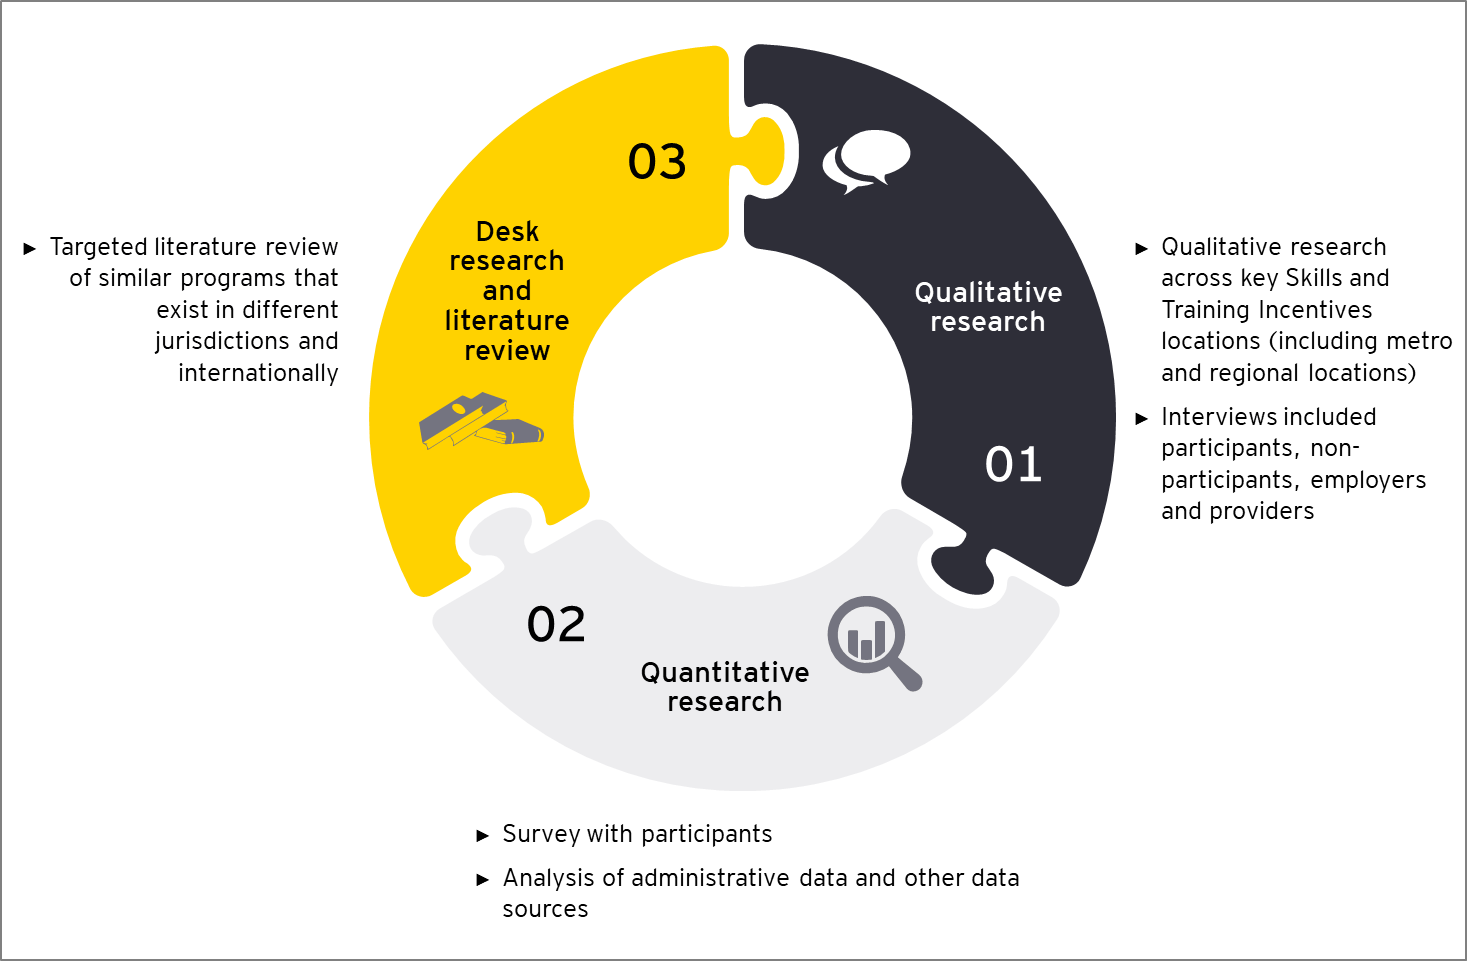 03
Desk
research
and
literature
review
► Targeted literature review
of similar programs that
exist in different
jurisdictions and
internationally
Qualitative
research
01
► Qualitative research
across key Skills and
Training Incentives
locations (including metro
and regional locations)
► Interviews included
participants, non-
participants, employers
and providers
02
Quantitative
research
► Survey with participants
► Analysis of administrative data and other data
sources